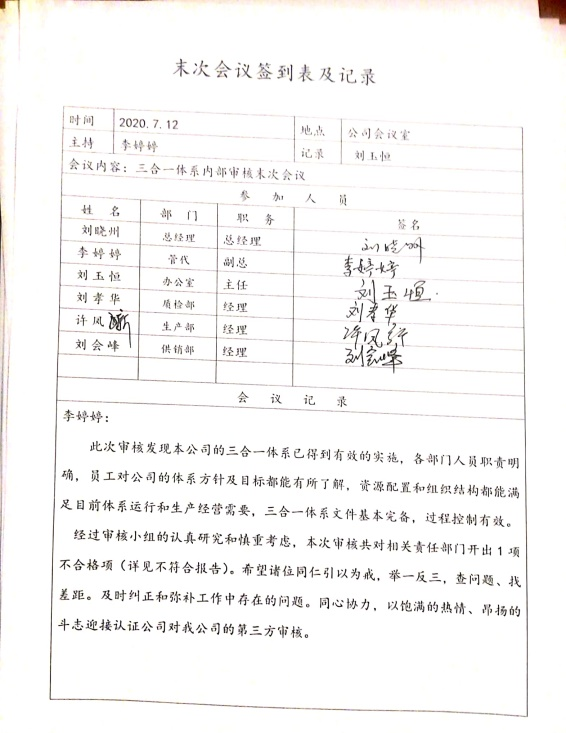 末次会议签到表及记录
时间 2020.7.12 地点 公司会议室
主持 李婷婷 记录 刘玉恒
会议内容：三合一体系内部审核末次会议
参 加 人 员
姓 名 部 门 职 务 签名
刘晓州 总经理 总经理 刘晓州
李婷婷 管代 副总 李婷婷
刘玉恒 办公室 主任 刘玉恒
刘孝华 质检部 经理 刘孝华
许风 生产部 经理 许风
刘会峰 供销部 经理 刘会峰
会 议 记 录
李婷婷：
此次审核发现本公司的三合一体系已得到有效的实施，各部门人员职责明
确，员工对公司的体系方针及目标都能有所了解，资源配置和组织结构都能满
足目前体系运行和生产经营需要，三合一体系文件基本完备，过程控制有效。
经过审核小组的认真研究和慎重考虑，本次审核共对相关责任部门开出1项
不合格项（详见不符合报告）。希望诸位同仁引以为戒，举一反三，查问题、找
差距。及时纠正和弥补工作中存在的问题。同心协力，以饱满的热情、昂扬的
斗志迎接认证公司对我公司的第三方审核。